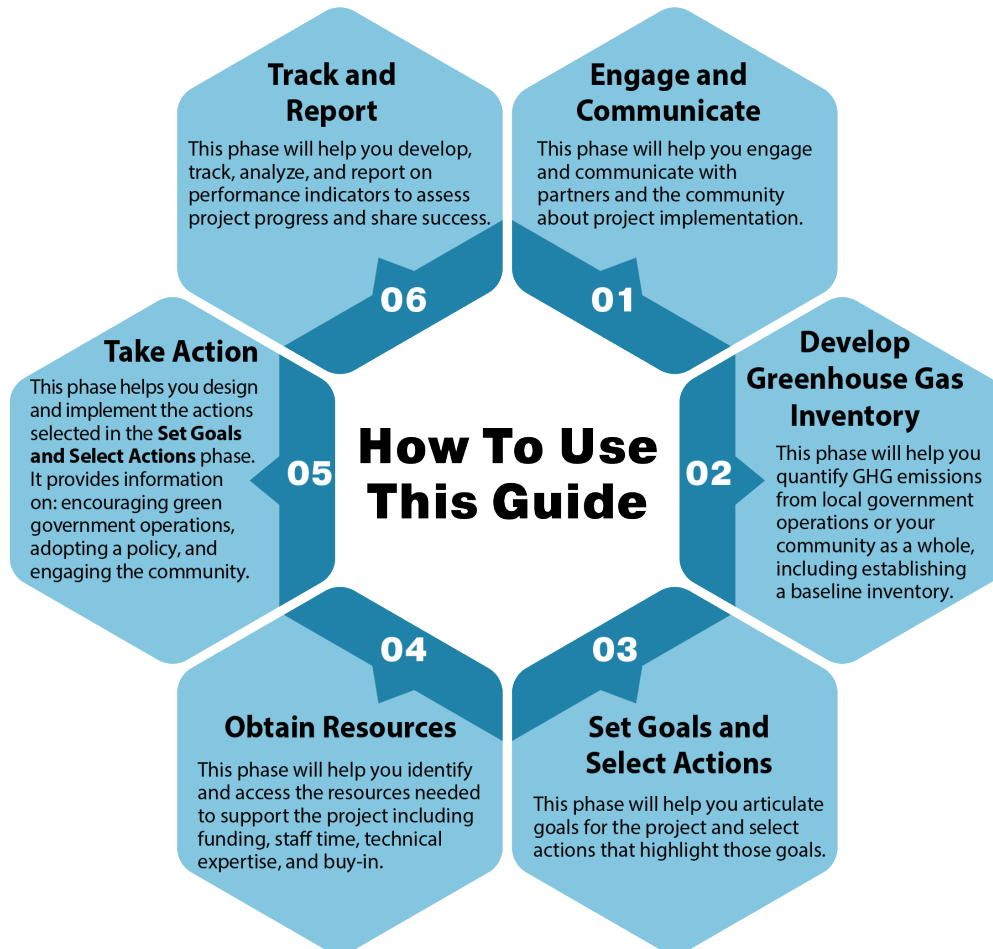 How To Use
This Guide
01
Engage and
Communicate
This phase will help you engage
and communicate with
partners and the community
about project implementation.
02
Develop
Greenhouse Gas
Inventory
This phase will help you
quantify GHG emissions
from local government
operations or your
community as a whole,
including establishing
a baseline inventory.
03
Set Goals and
Select Actions
This phase will help you articulate
goals for the project and select
actions that highlight those goals.
04
Obtain Resources
This phase will help you identify
and access the resources needed
to support the project including
funding, staff time, technical
expertise, and buy-in.
05
Take Action
This phase helps you design
and implement the actions
selected in the Set Goals
and Select Actions phase.
It provides information
on: encouraging green
government operations,
adopting a policy, and
engaging the community.
06
Track and
Report
This phase will help you develop,
track, analyze, and report on
performance indicators to assess
project progress and share success.